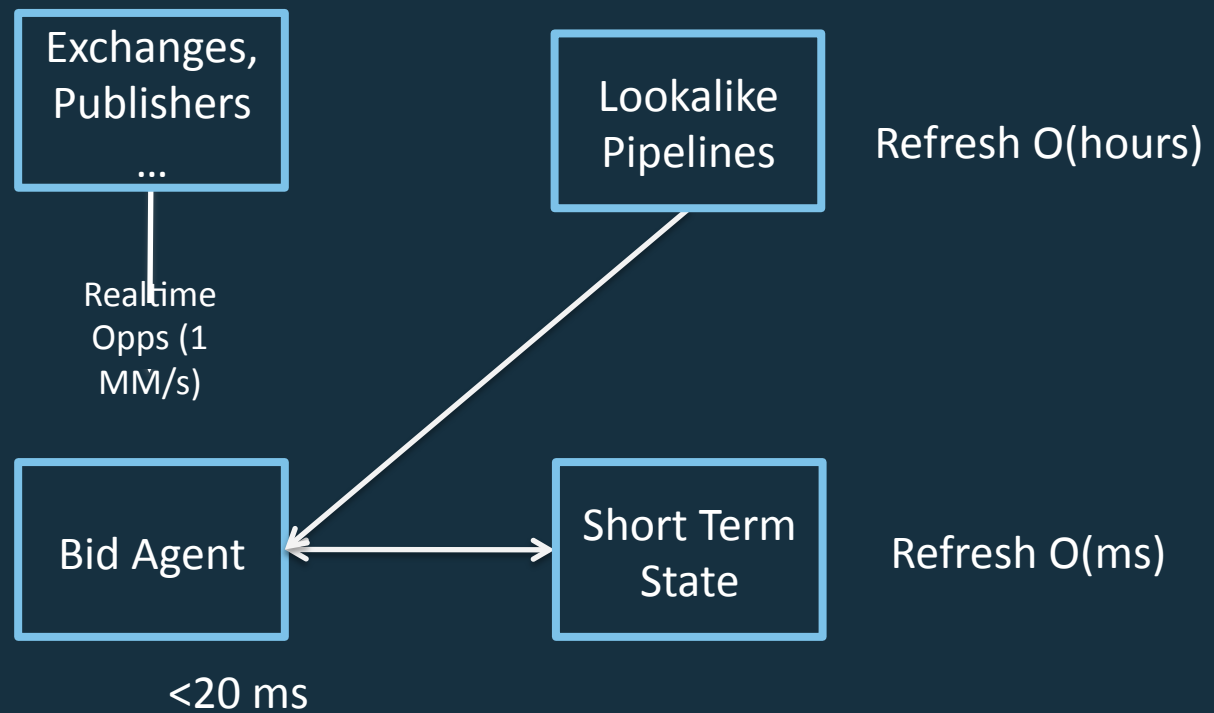 Exchanges,
Publishers
...
Lookalike
Pipelines
Refresh O(hours)
Realtime
Opps (1
MM/s)
Bid Agent
Short Term
State
Refresh O(ms)
<20 ms